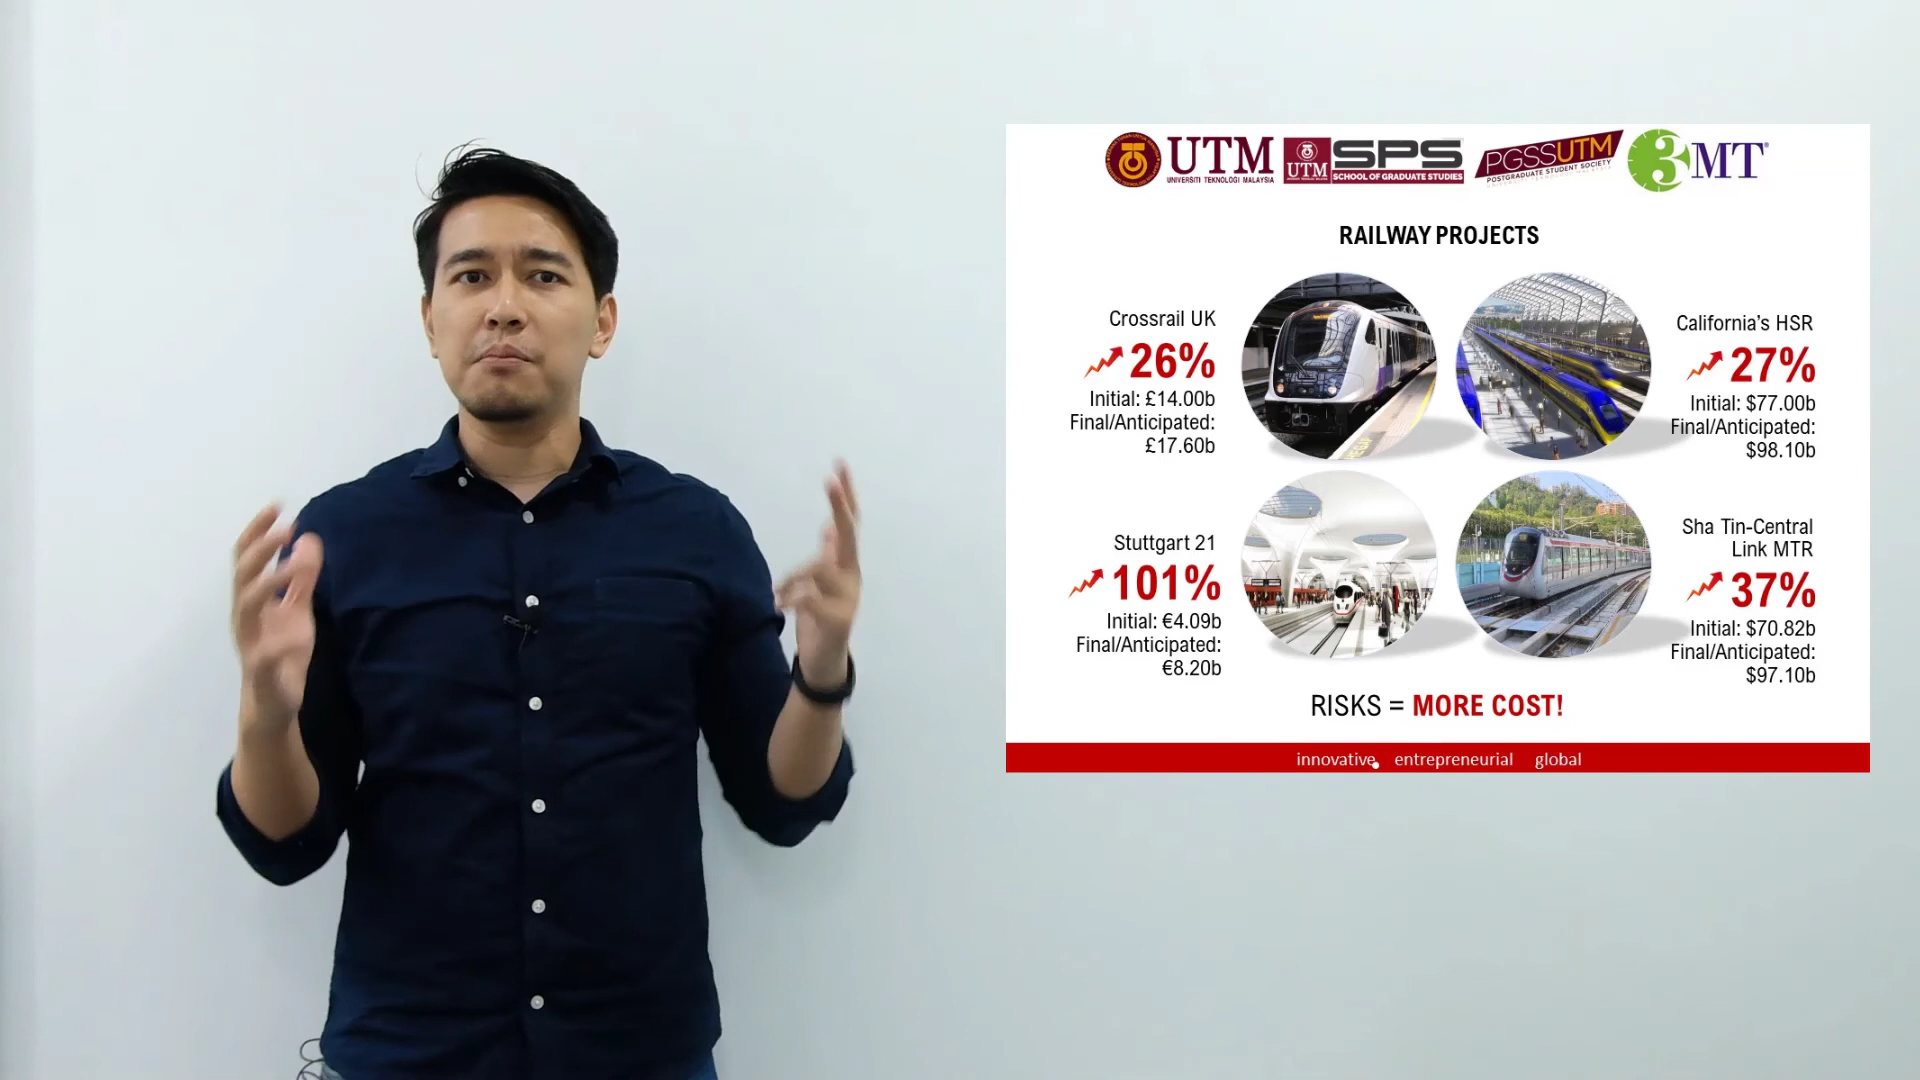 UTM
UNIVERSITI TEKNOLOGI MALAYSIA
UTM
SPS
SCHOOL OF GRADUATE STUDIES
PGSSUTM
POSTGRADUATE STUDENT SOCIETY
3MT
RAILWAY PROJECTS
Crossrail UK
26%
Initial: £14.00b
Final/Anticipated:
£17.60b
California's HSR
27%
Initial: $77.00b
Final/Anticipated:
$98.10b
Stuttgart 21
101%
Initial: €4.09b
Final/Anticipated:
€8.20b
Sha Tin-Central
Link MTR
37%
Initial: $70.82b
Final/Anticipated:
$97.10b
RISKS = MORE COST!
innovative entrepreneurial global